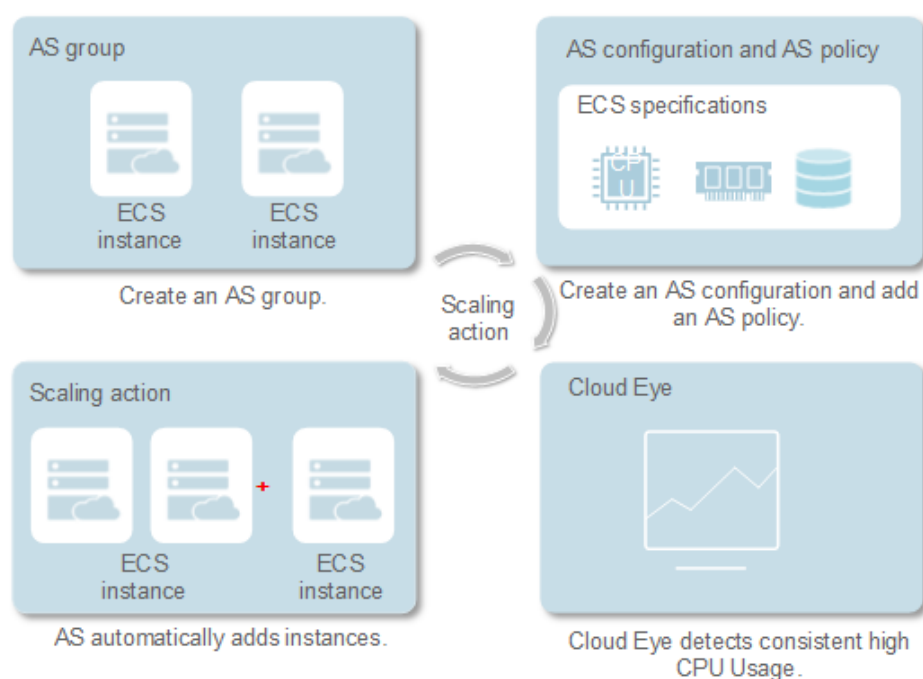 AS group
ECS
instance
ECS
instance
Create an AS group.
AS configuration and AS policy
ECS specifications
CP
U
Create an AS configuration and add
an AS policy.
Scaling
action
Scaling action
ECS
instance
ECS
instance
AS automatically adds instances.
Cloud Eye
Cloud Eye detects consistent high
CPU Usage.